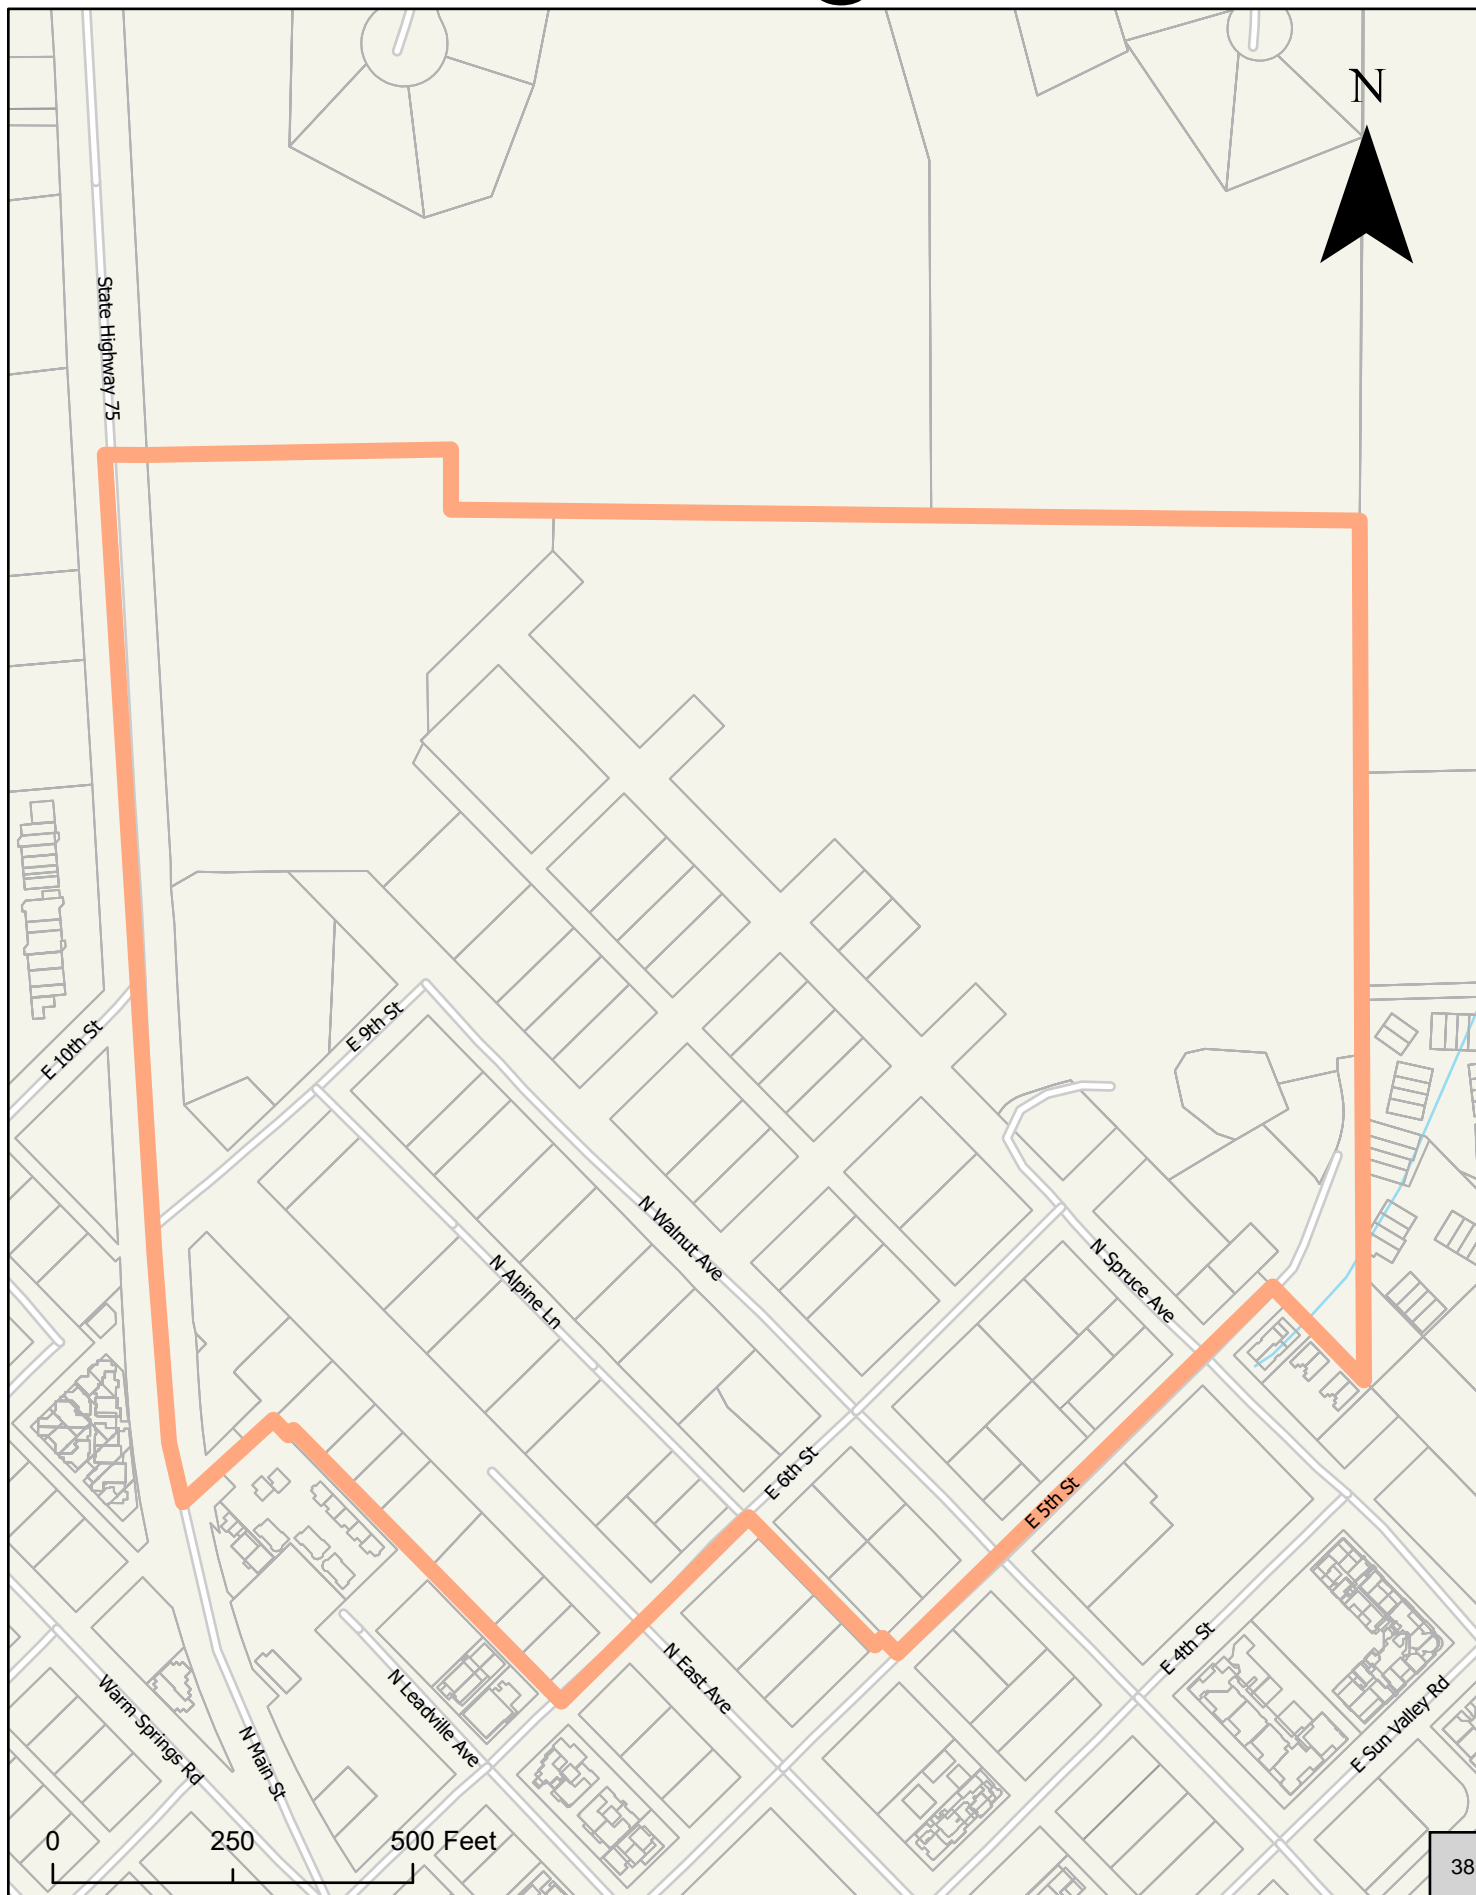 N
State Highway 75
E 10th St
E 9th St
N Walnut Ave
N Alpine Ln
N Spruce Ave
E 6th St
E 5th St
N East Ave
E 4th St
N Leadville Ave
Warm Springs Rd
N Main St
E Sun Valley Rd
0 250 500 Feet
38